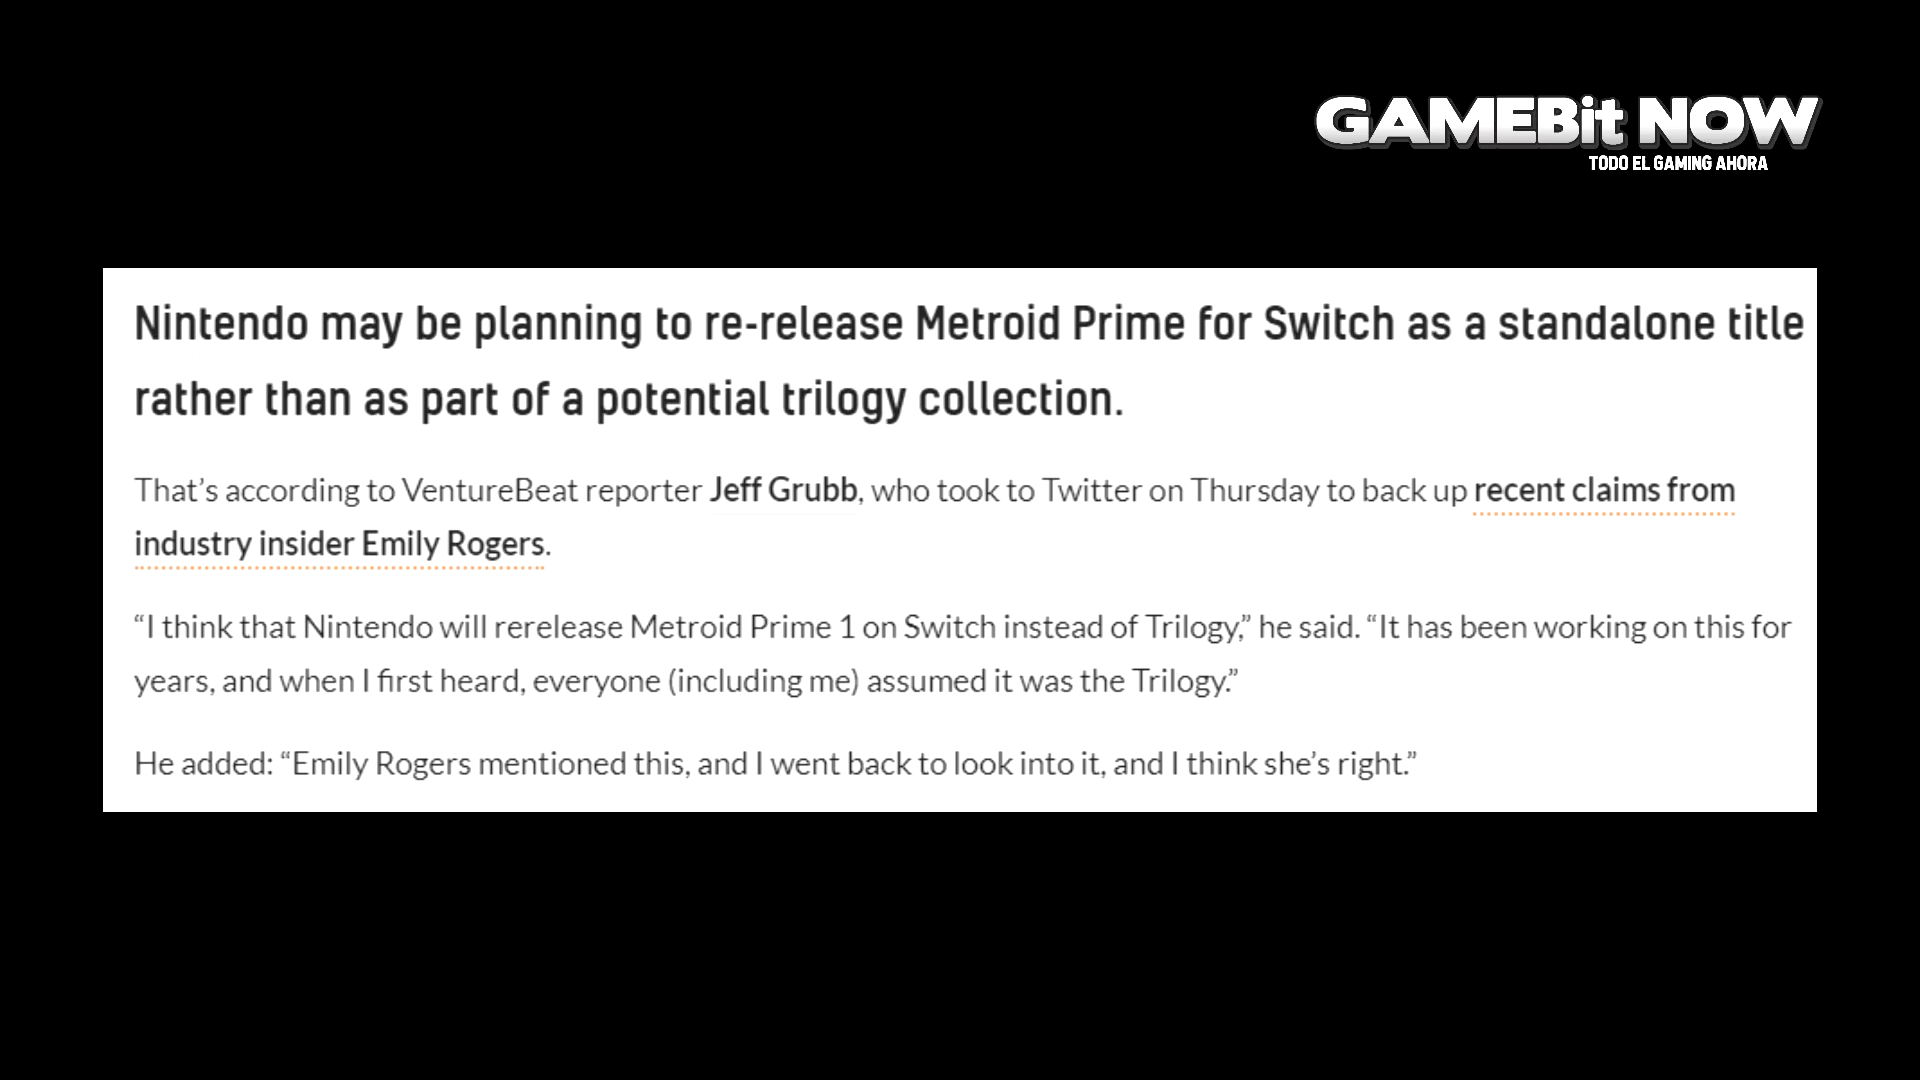 GAMEBit NOW
TODO EL GAMING AHORA
Nintendo may be planning to re-release Metroid Prime for Switch as a standalone title
rather than as part of a potential trilogy collection.
That’s according to VentureBeat reporter Jeff Grubb, who took to Twitter on Thursday to back up recent claims from
industry insider Emily Rogers.
“I think that Nintendo will rerelease Metroid Prime 1 on Switch instead of Trilogy,” he said. “It has been working on this for
years, and when I first heard, everyone (including me) assumed it was the Trilogy.”
He added: “Emily Rogers mentioned this, and I went back to look into it, and I think she’s right.”